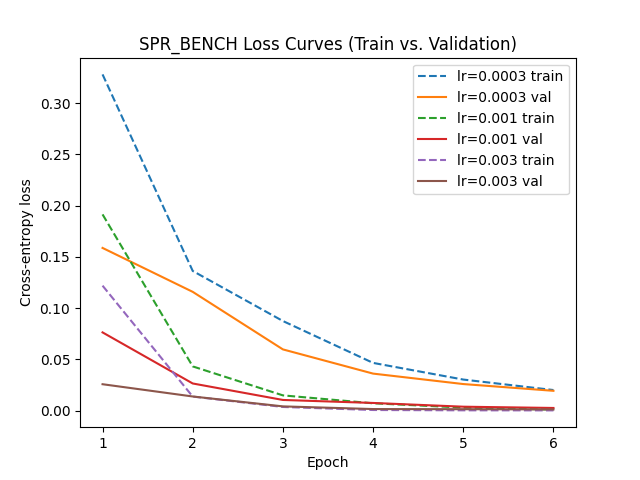 SPR_BENCH Loss Curves (Train vs. Validation)
Cross-entropy loss
0.30
0.25
0.20
0.15
0.10
0.05
0.00
lr=0.0003 train
lr=0.0003 val
lr=0.001 train
lr=0.001 val
lr=0.003 train
lr=0.003 val
1 2 3 4 5 6
Epoch